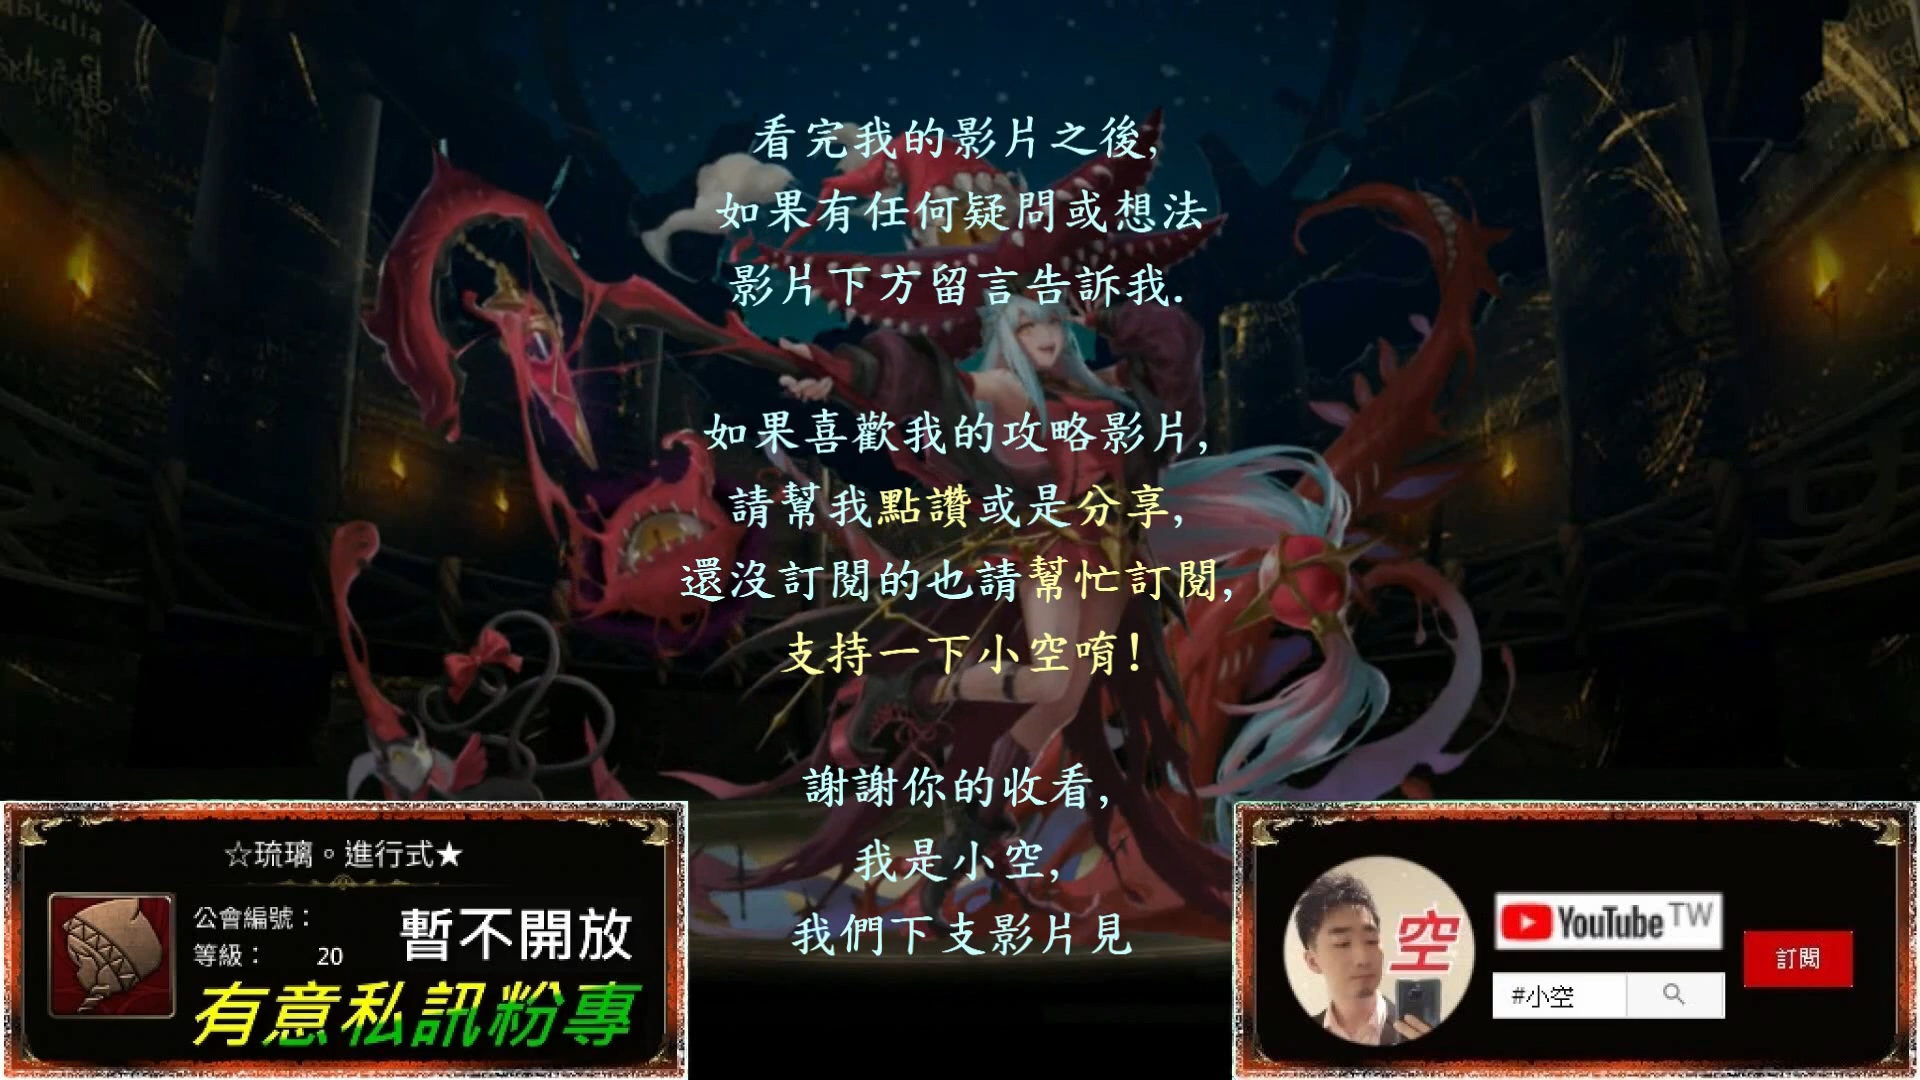 看完我的影片之後,
如果有任何疑問或想法
影片下方留言告訴我.
如果喜歡我的攻略影片,
請幫我點讚或是分享,
還沒訂閱的也請幫忙訂閱,
支持一下小空唷!
謝謝你的收看,
我是小空,
我們下支影片見
☆琉璃。進行式★
公會編號：
等級： 20
暫不開放
有意私訊粉專
空
YouTube TW
#小空
訂閱